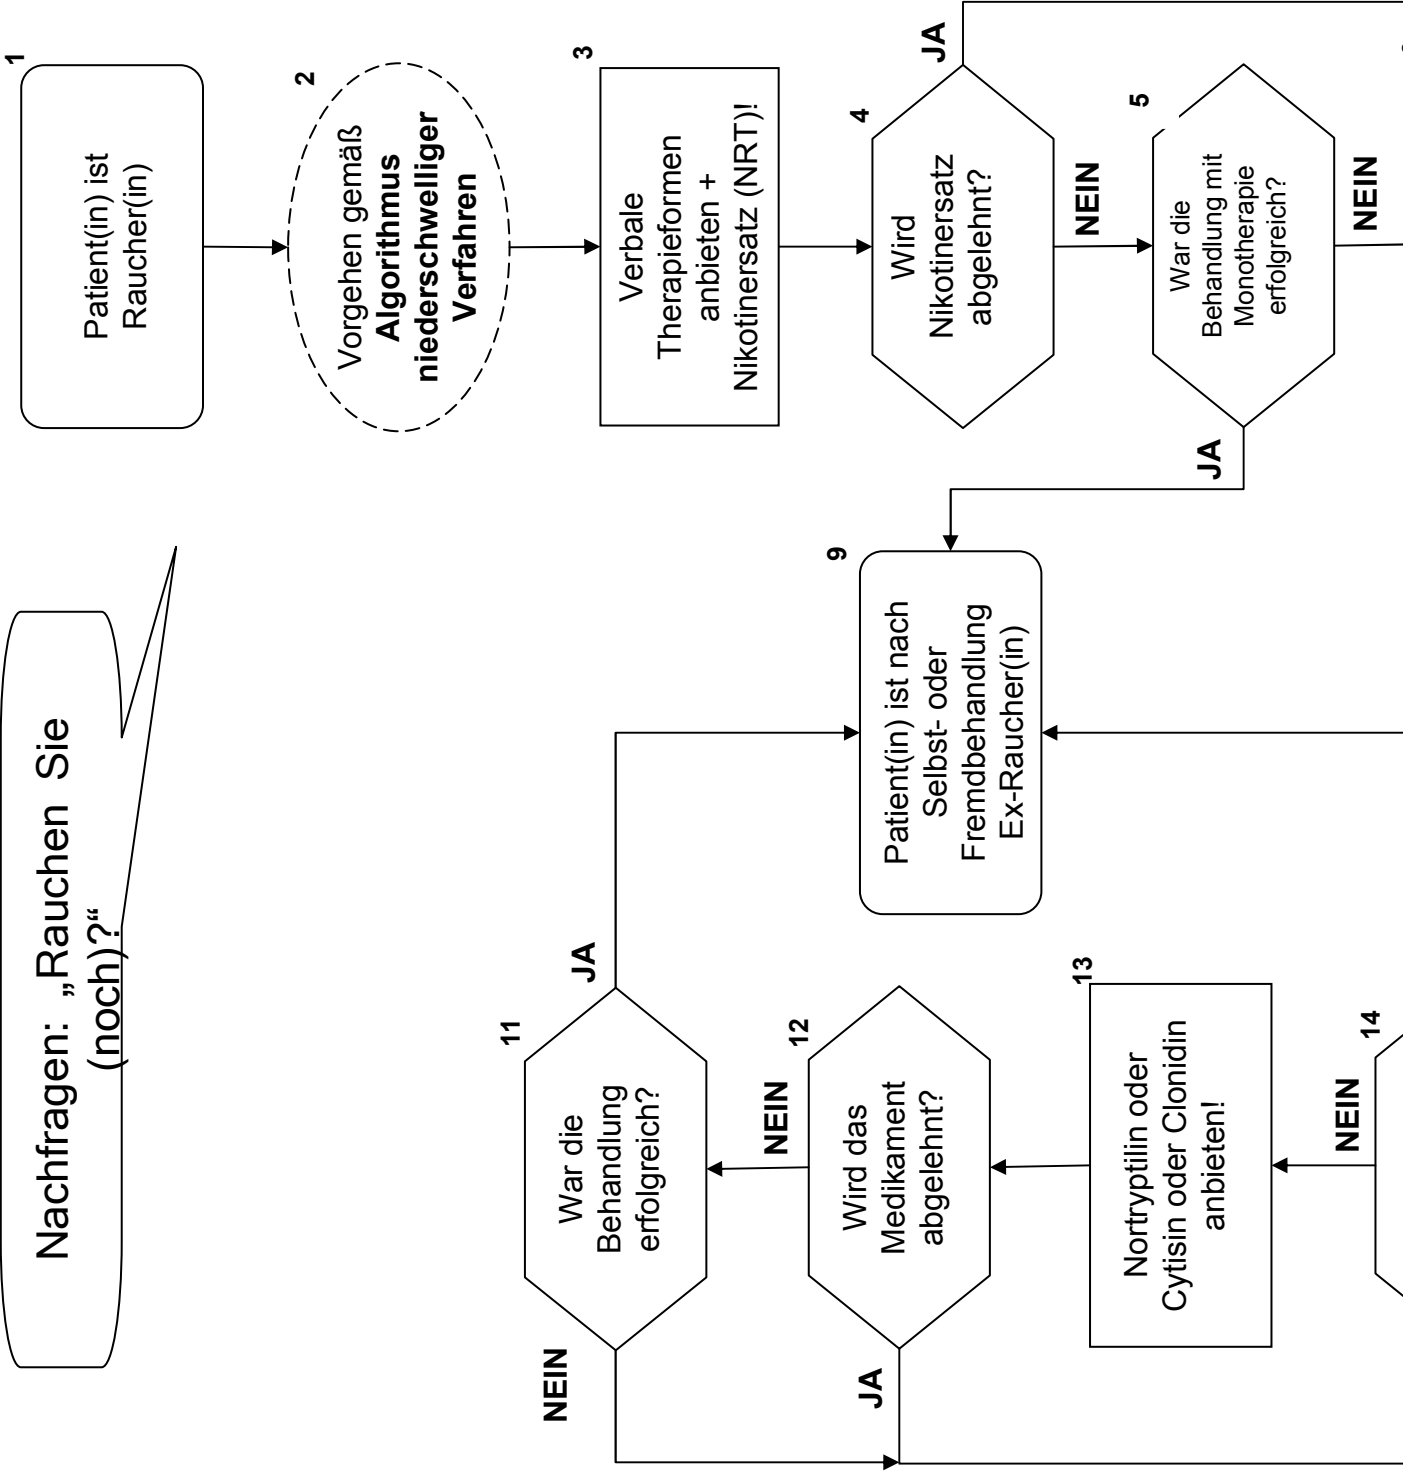 Nachfragen: „Rauchen Sie
(noch)?“
1
Patient(in) ist
Raucher(in)
2
Vorgehen gemäß
Algorithmus
niederschwelliger
Verfahren
3
Verbale
Therapieformen
anbieten +
Nikotinersatz (NRT)!
4
Wird
Nikotinersatz
abgelehnt?
JA
NEIN
5
War die
Behandlung mit
Monotherapie
erfolgreich?
JA
NEIN
9
Patient(in) ist nach
Selbst- oder
Fremdbehandlung
Ex-Raucher(in)
11
War die
Behandlung
erfolgreich?
JA
NEIN
12
Wird das
Medikament
abgelehnt?
NEIN
JA
13
Nortryptilin oder
Cytisin oder Clonidin
anbieten!
14
NEIN